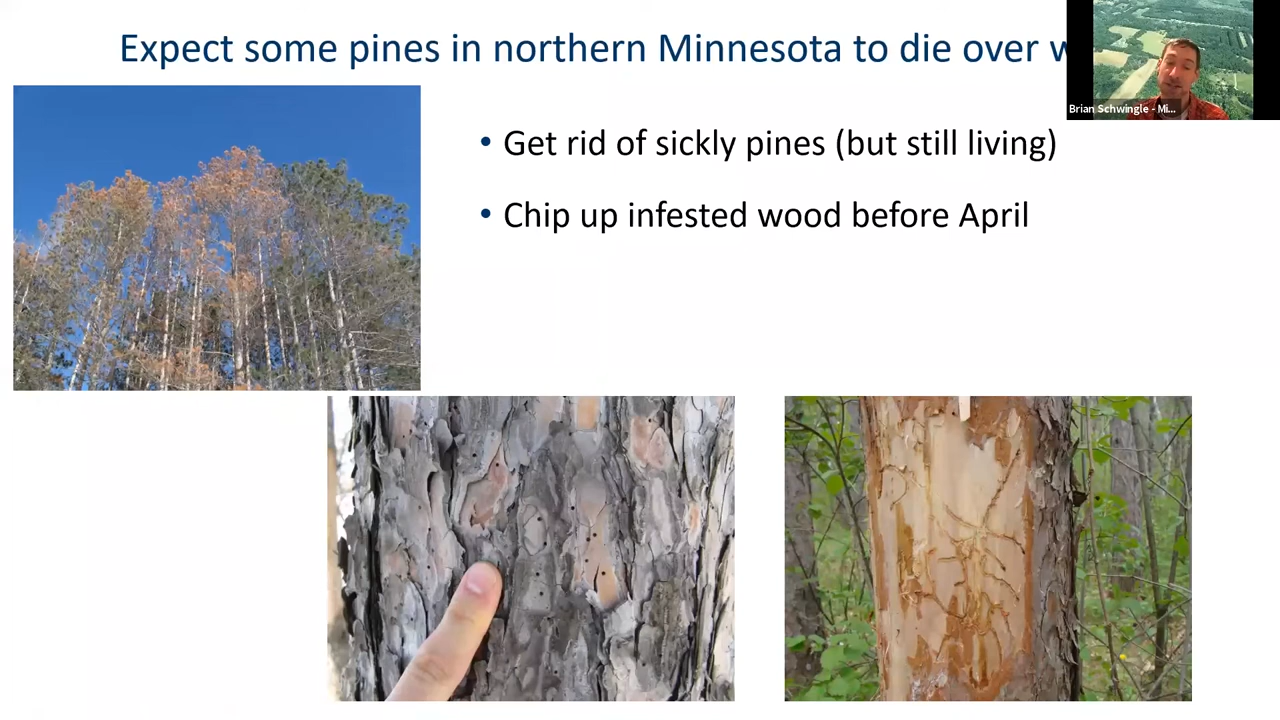 Expect some pines in northern Minnesota to die over
Brian Schwingle - Mi...
• Get rid of sickly pines (but still living)
• Chip up infested wood before April